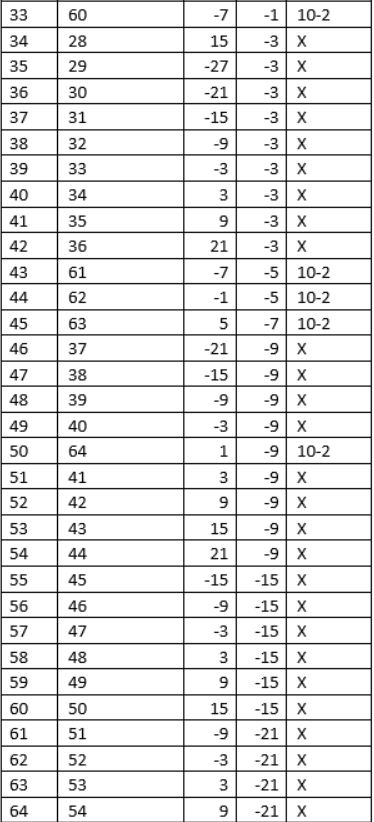 33 60 -7 -1 10-2
34 28 15 -3 X
35 29 -27 -3 X
36 30 -21 -3 X
37 31 -15 -3 X
38 32 -9 -3 X
39 33 -3 -3 X
40 34 3 -3 X
41 35 9 -3 X
42 36 21 -3 X
43 61 -7 -5 10-2
44 62 -1 -5 10-2
45 63 5 -7 10-2
46 37 -21 -9 X
47 38 -15 -9 X
48 39 -9 -9 X
49 40 -3 -9 X
50 64 1 -9 10-2
51 41 3 -9 X
52 42 9 -9 X
53 43 15 -9 X
54 44 21 -9 X
55 45 -15 -15 X
56 46 -9 -15 X
57 47 -3 -15 X
58 48 3 -15 X
59 49 9 -15 X
60 50 15 -15 X
61 51 -9 -21 X
62 52 -3 -21 X
63 53 3 -21 X
64 54 9 -21 X